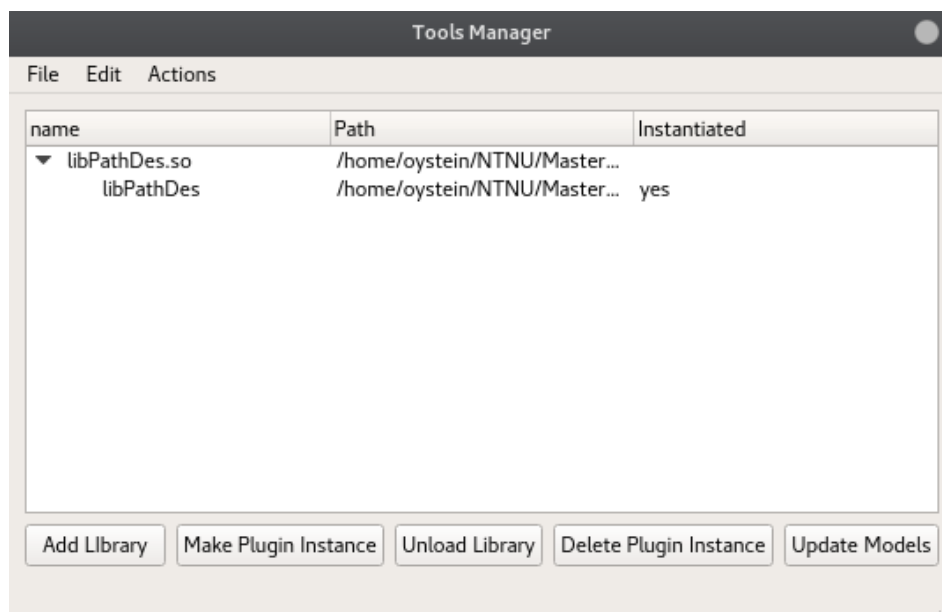 Tools Manager
File Edit Actions
name Path Instantiated
libPathDes.so /home/oystein/NTNU/Master...
libPathDes /home/oystein/NTNU/Master... yes
Add LIbrary Make Plugin Instance Unload Library Delete Plugin Instance Update Models